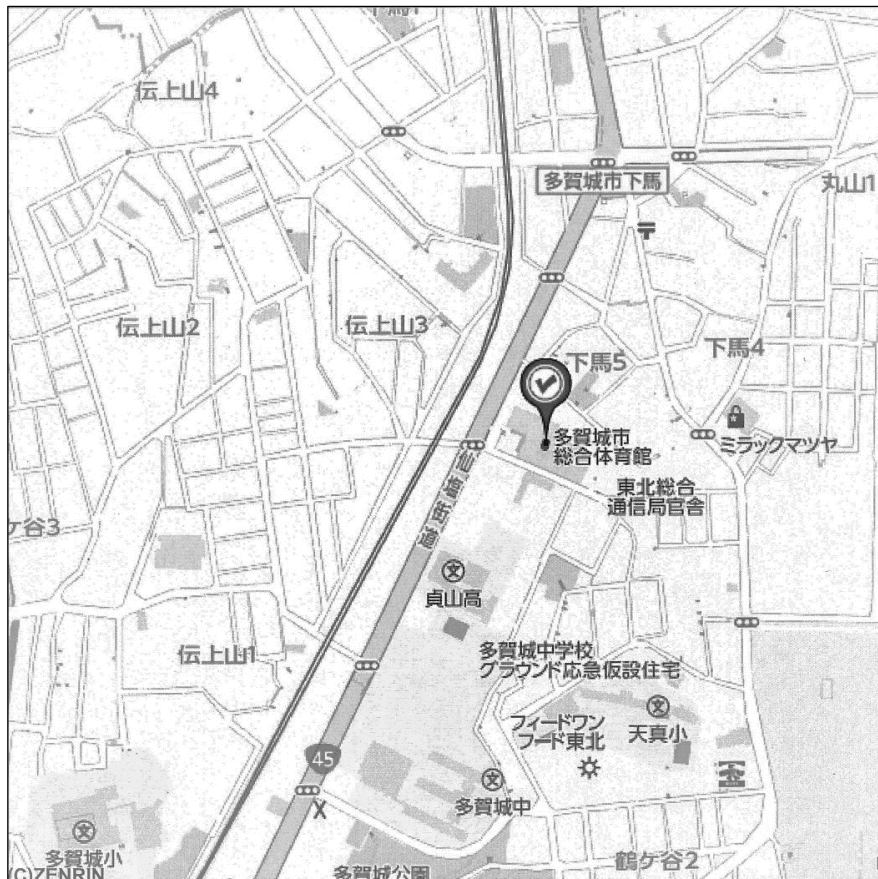 伝上山4
多賀城市下馬
丸山1
伝上山2
伝上山3
下馬5
下馬4
多賀城市
総合体育館
ミラックマツヤ
仙塩街道
東北総合
通信局官舎
ケ谷3
貞山高
伝上山1
多賀城中学校
グラウンド応急仮設住宅
フィードワン
フード東北
天真小
45
多賀城中
多賀城小
(C)ZENRIN
多賀城公園
鶴ケ谷2